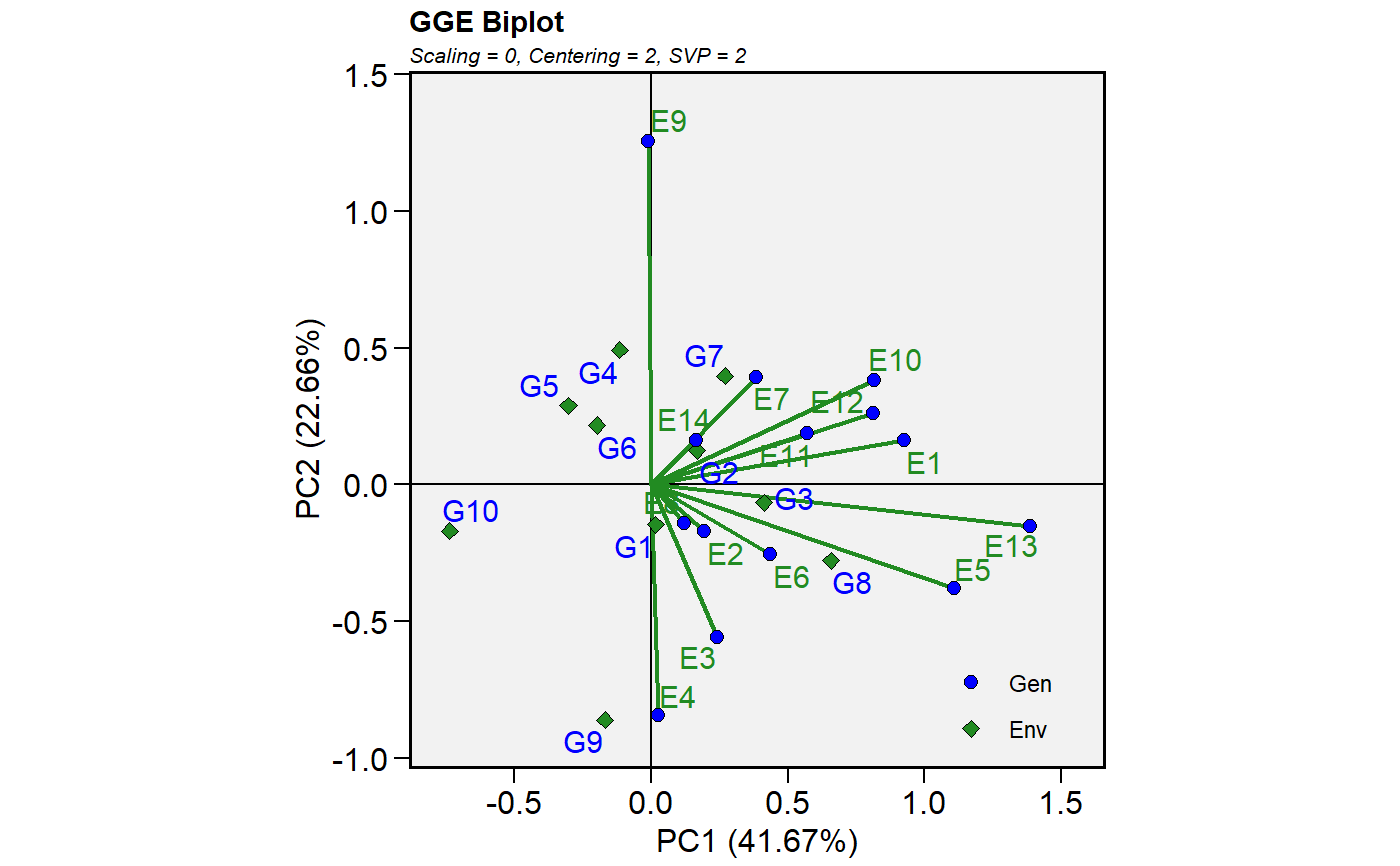 GGE Biplot
Scaling = 0, Centering = 2, SVP = 2
1.5
1.0
0.5
0.0
-0.5
-1.0
PC2 (22.66%)
E9
G7
E10
G4
G5
E7
E12
E14
G6
E11
E1
G2
G3
G10
G1
E2
E13
E5
E6
G8
E3
E4
G9
Gen
Env
-0.5
0.0
0.5
1.0
1.5
PC1 (41.67%)